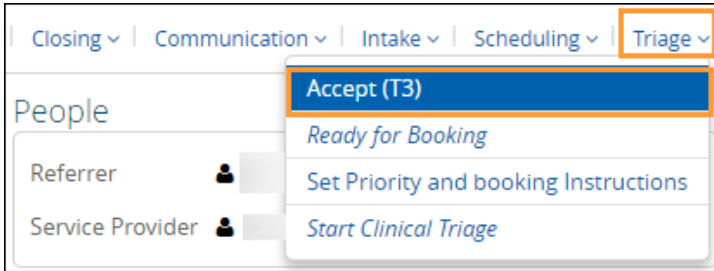 Closing Communication Intake Scheduling Triage
Accept (T3)
People
Ready for Booking
Referrer
Set Priority and booking Instructions
Service Provider
Start Clinical Triage